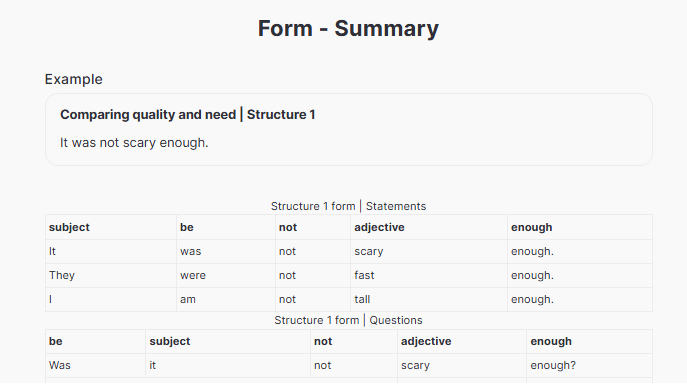 Form - Summary
Example
Comparing quality and need | Structure 1
It was not scary enough.
Structure 1 form | Statements
subject be not adjective enough
It was not scary enough.
They were not fast enough.
I am not tall enough.
Structure 1 form | Questions
be subject not adjective enough
Was it not scary enough?